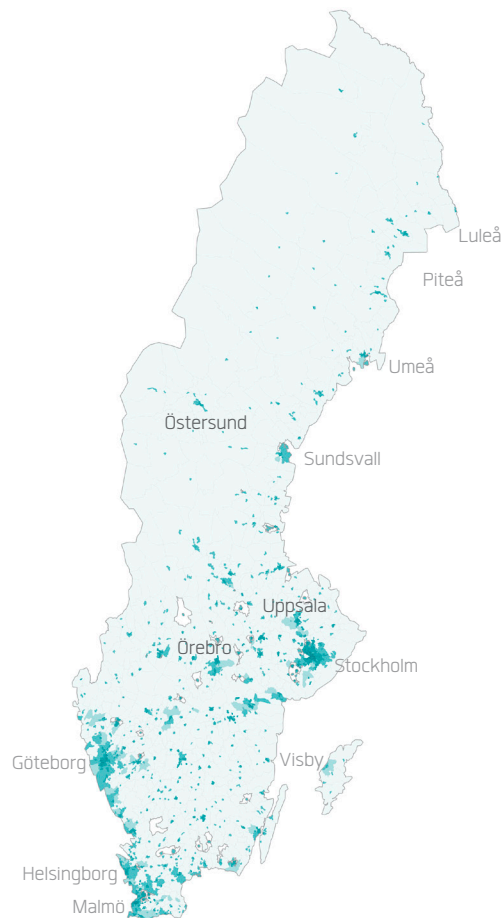 Luleå
Piteå
Umeå
Östersund
Sundsvall
Uppsala
Örebro
Stockholm
Göteborg
Visby
Helsingborg
Malmö